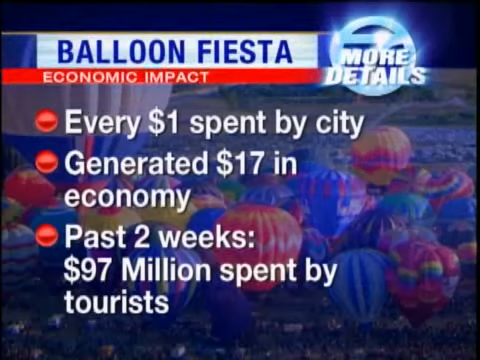 BALLOON FIESTA
ECONOMIC IMPACT
7
MORE
DETAILS
Every $1 spent by city
Generated $17 in
economy
Past 2 weeks:
$97 Million spent by
tourists